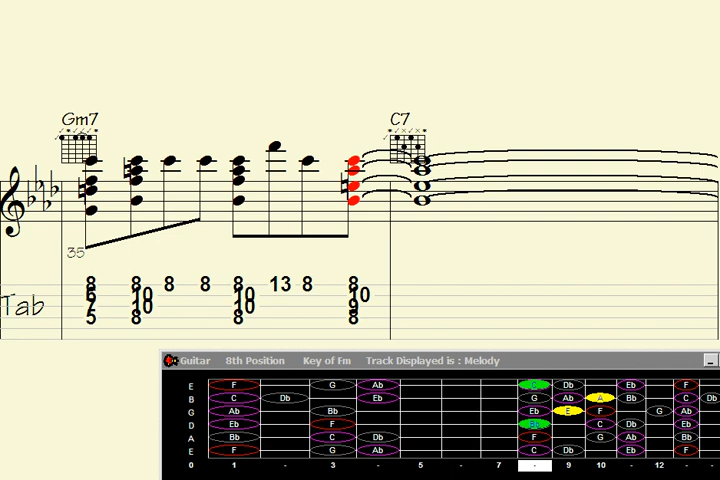 Gm7 C7
35
8 8 8 8 8 13 8 8
6 10 10 10
7 10 10 9
5 8 8 8
Tab
Guitar 8th Position Key of Fm Track Displayed is : Melody
E F G Ab C Db Eb F
B C Db Eb G Ab A Bb C Db
G Ab Bb Eb E F G Ab
D F Bb C Eb
A Bb C Db F G Ab Bb
E F G Ab C Db Eb F
0 1 - 3 - 5 - 7 - 9 10 - 12 -